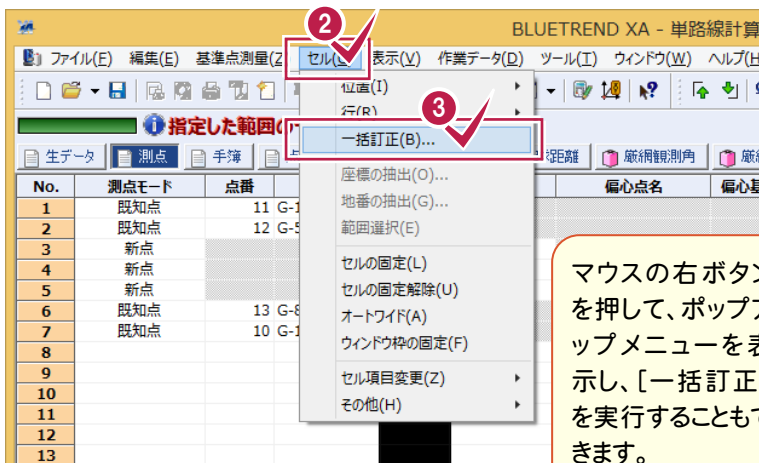 2
BLUETREND XA - 単路線計算
ファイル(F) 編集(E) 基準点測量(Z) セル( 表示(V) 作業データ(D) ツール(T) ウィンドウ(W) ヘルプ(H
指定した範囲の
生データ 測点 手簿 距離 厳網観測角 厳網
No. 測点モード 点番 偏心点名 偏心基
1 既知点 11 G-1
2 既知点 12 G-5
3 新点
4 新点
5 新点
6 既知点 13 G-8
7 既知点 10 G-1
8
9
10
11
12
13
位置(I)
行(R)
3
一括訂正(B)...
座標の抽出(O)...
地番の抽出(G)...
範囲選択(E)
セルの固定(L)
セルの固定解除(U)
オートワイド(A)
ウィンドウ枠の固定(F)
セル項目変更(Z)
その他(H)
マウスの右ボタン
を押して、ポップア
ップメニューを表
示し、[一括訂正
を実行することもで
きます。